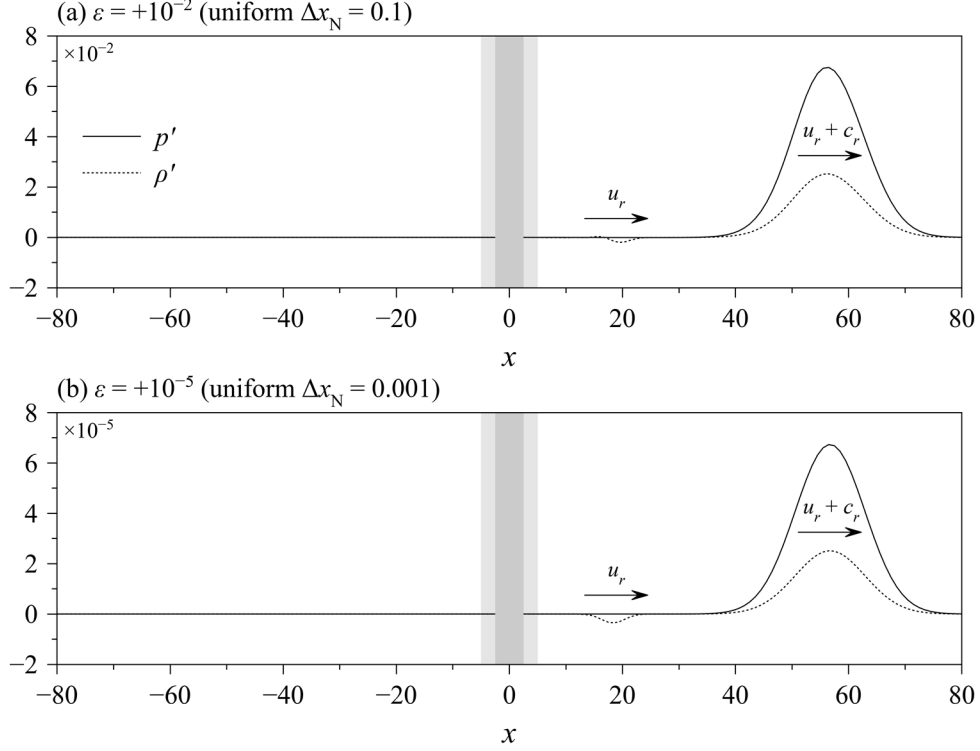 (a) ε = +10⁻² (uniform Δx_N = 0.1)
8
×10⁻²
6
p′
4
u_r + c_r
ρ′
2
u_r
0
−2
−80 −60 −40 −20 0 20 40 60 80
x
(b) ε = +10⁻⁵ (uniform Δx_N = 0.001)
8
×10⁻⁵
6
u_r + c_r
4
2
u_r
0
−2
−80 −60 −40 −20 0 20 40 60 80
x